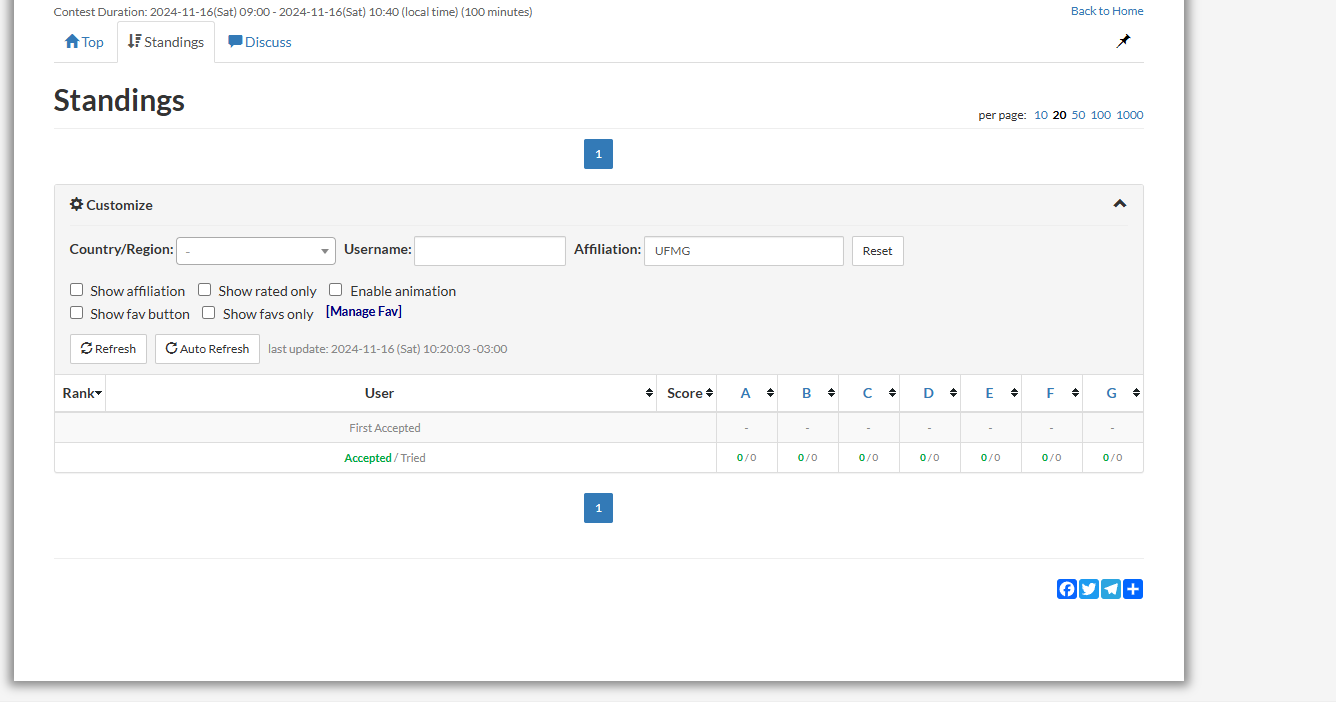 Contest Duration: 2024-11-16(Sat) 09:00 - 2024-11-16(Sat) 10:40 (local time) (100 minutes) Back to Home
Top Standings Discuss
Standings
per page: 10 20 50 100 1000
1
Customize
Country/Region: - Username: Affiliation: UFMG Reset
Show affiliation Show rated only Enable animation
Show fav button Show favs only [Manage Fav]
Refresh Auto Refresh last update: 2024-11-16 (Sat) 10:20:03 -03:00
Rank User Score A B C D E F G
First Accepted - - - - - - -
Accepted / Tried 0 / 0 0 / 0 0 / 0 0 / 0 0 / 0 0 / 0 0 / 0
1